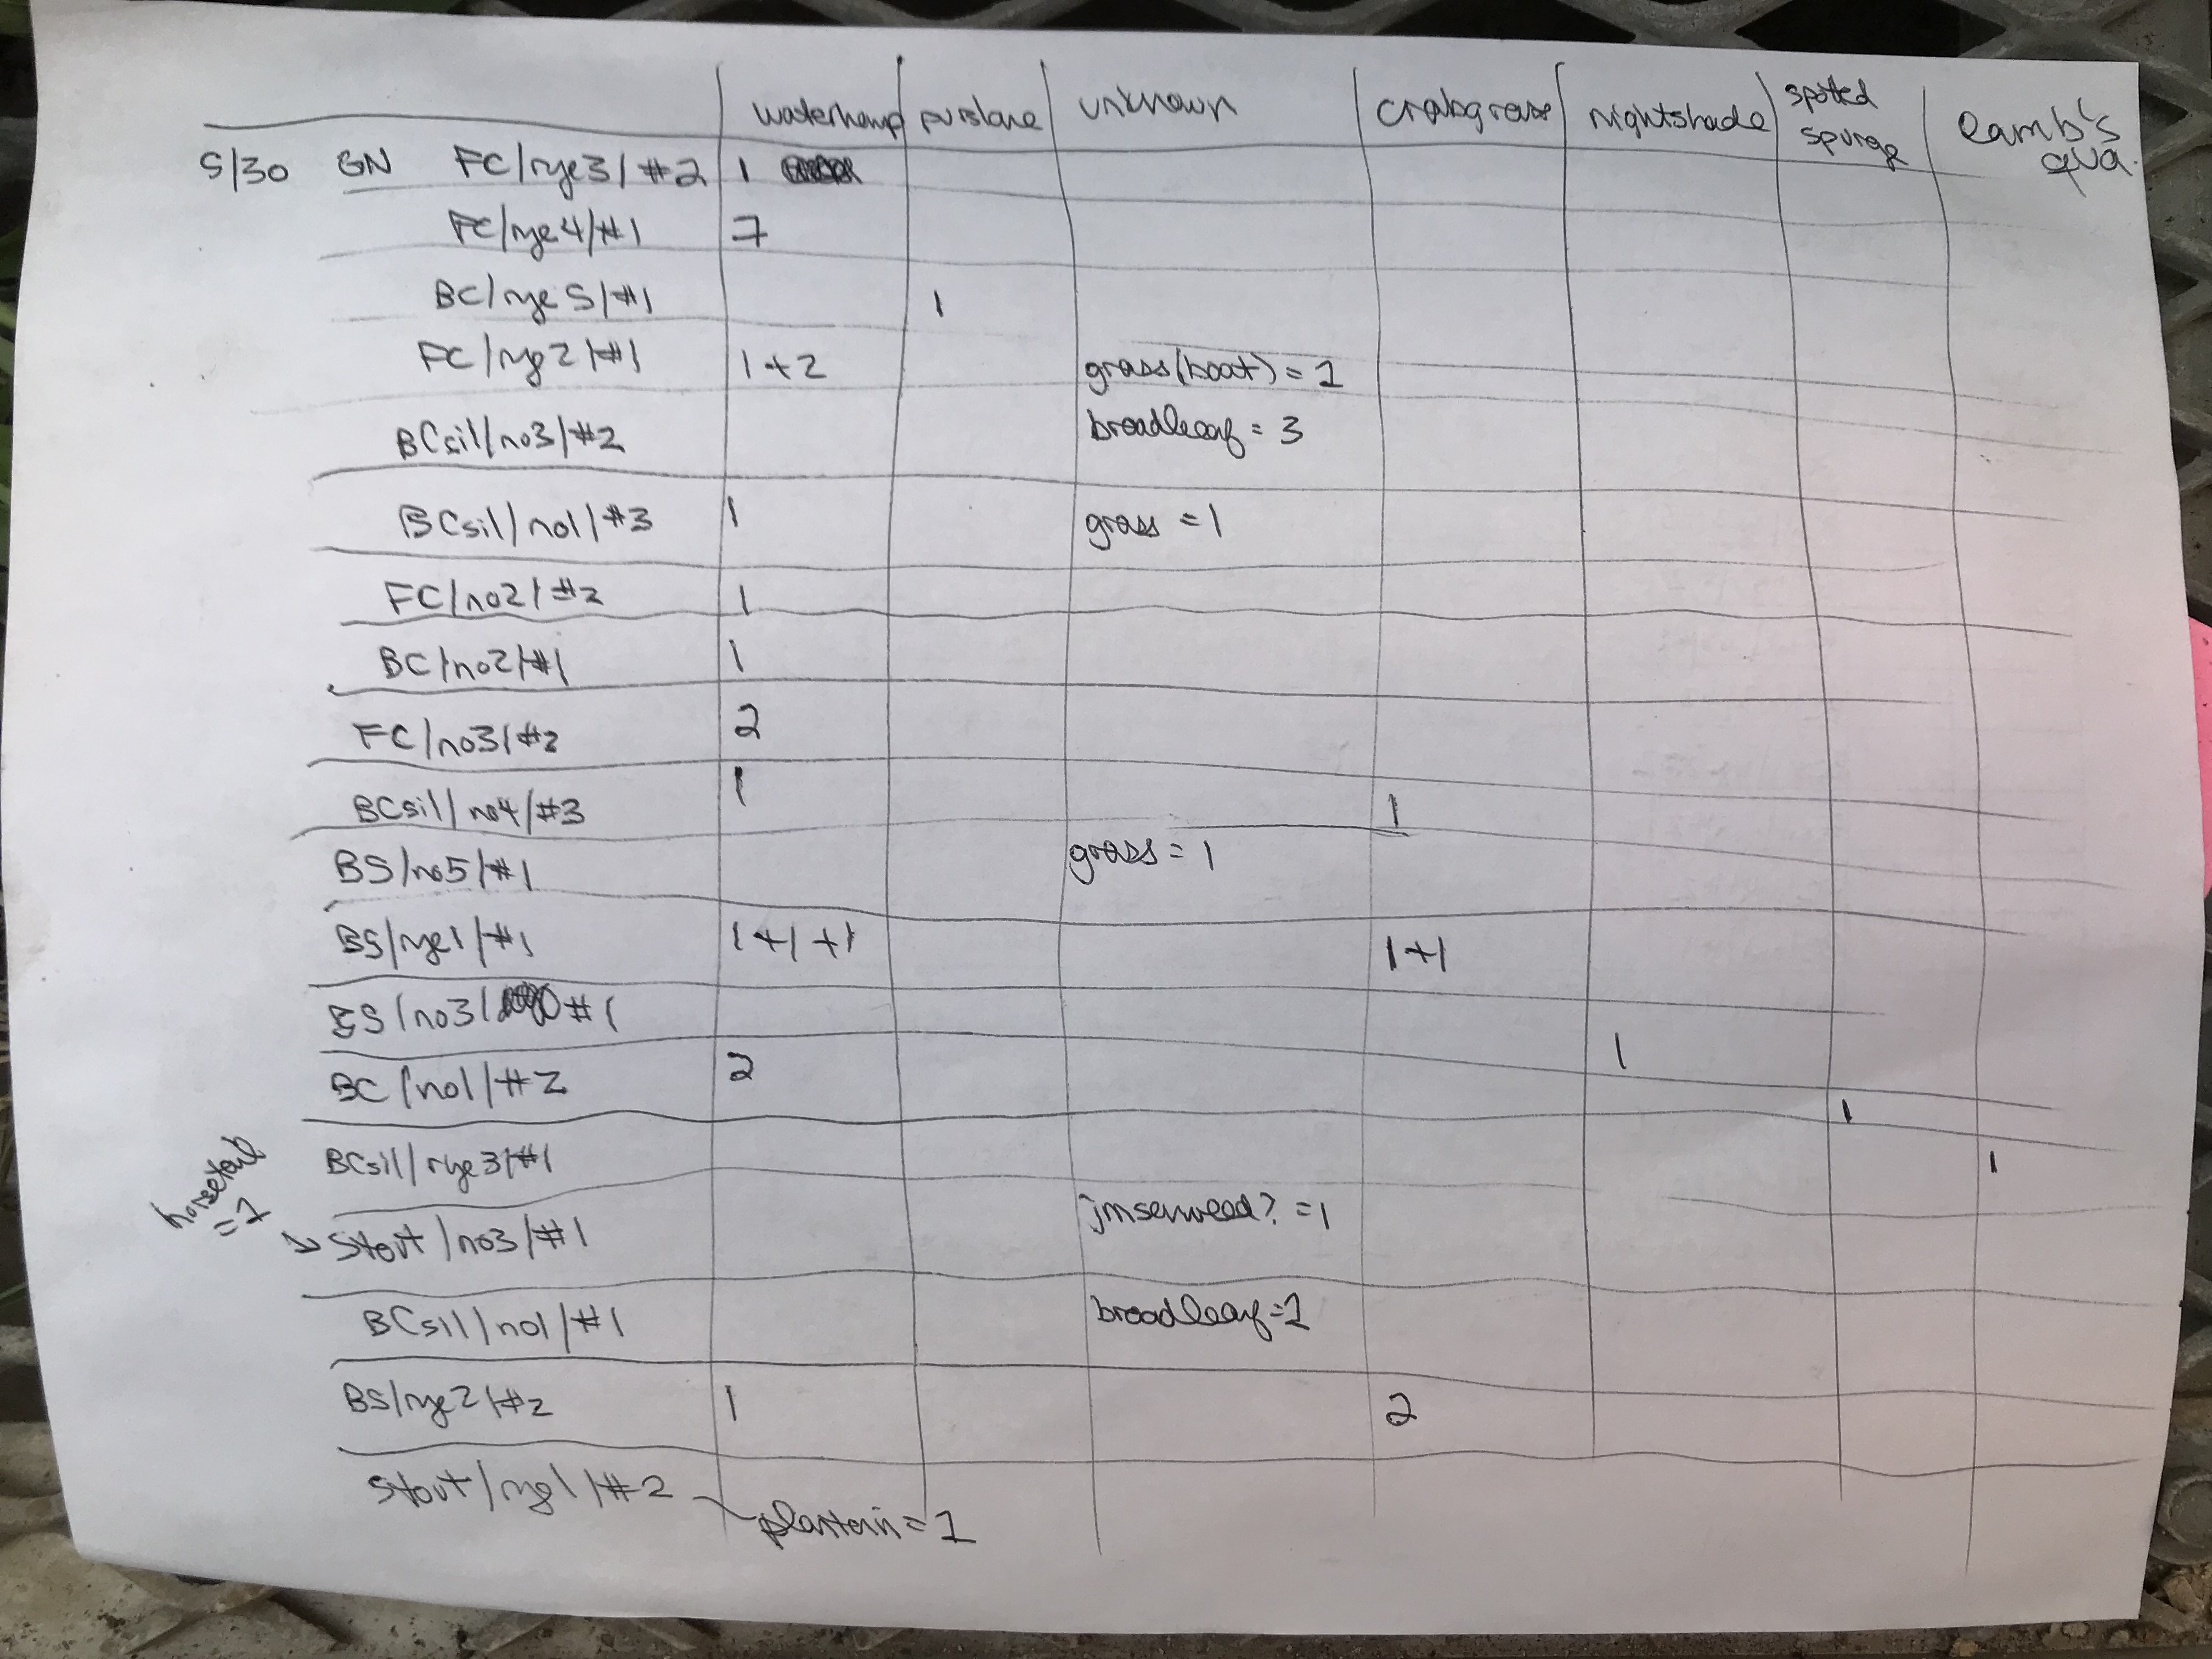 waterhemp purslane unknown crabgrass nightshade spotted spurge lamb's qua.
5/30 GN FC/rye3/#2 1
FC/rye4/#1 7
BC/rye5/#1 1
FC/rye2/#1 1+2 grass(boat)=1
BCsil/no3/#2 broadleaf=3
BCsil/no1/#3 1 grass=1
FC/no2/#2 1
BC/no2/#1 1
FC/no3/#2 2
BCsil/no4/#3 1 1
BS/no5/#1 grass=1
BS/rye1/#1 1+1+1 1+1
BS/no3/ #1
BC/no1/#2 2 1
1
BCsil/rye3/#1 1
horsetail
=1
Stout/no3/#1 jmsenweed?=1
BCsil/no1/#1 broadleaf=1
BS/rye2/#2 1 2
Stout/rye1/#2
plantain=1